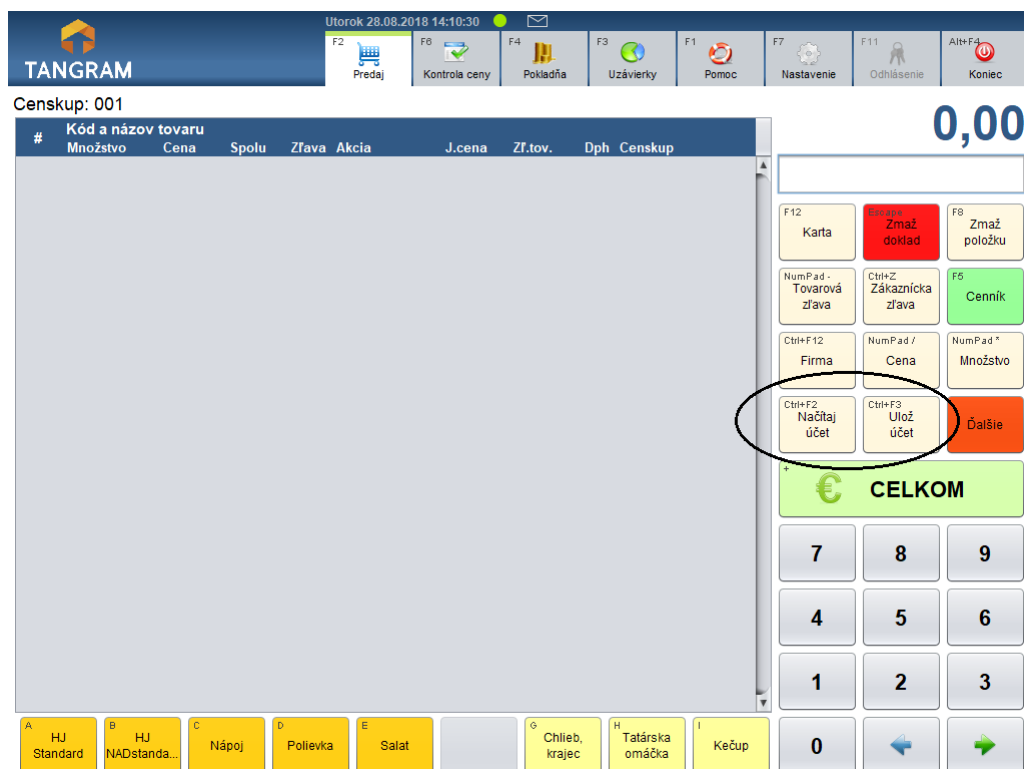 Utorok 28.08.2018 14:10:30
TANGRAM
F2 Predaj
F6 Kontrola ceny
F4 Pokladňa
F3 Uzávierky
F1 Pomoc
F7 Nastavenie
F11 Odhlásenie
Alt+F4 Koniec
Censkup: 001
0,00
# Kód a názov tovaru
Množstvo Cena Spolu Zľava Akcia J.cena Zľ.tov. Dph Censkup
F12
Karta
Escape
Zmaž
doklad
F8
Zmaž
položku
NumPad -
Tovarová
zľava
Ctrl+Z
Zákaznícka
zľava
F5
Cenník
Ctrl+F12
Firma
NumPad /
Cena
NumPad *
Množstvo
Ctrl+F2
Načítaj
účet
Ctrl+F3
Ulož
účet
Ďalšie
+
€ CELKOM
7 8 9
4 5 6
1 2 3
0
A
HJ
Standard
B
HJ
NADstanda...
C
Nápoj
D
Polievka
E
Salat
G
Chlieb,
krajec
H
Tatárska
omáčka
I
Kečup